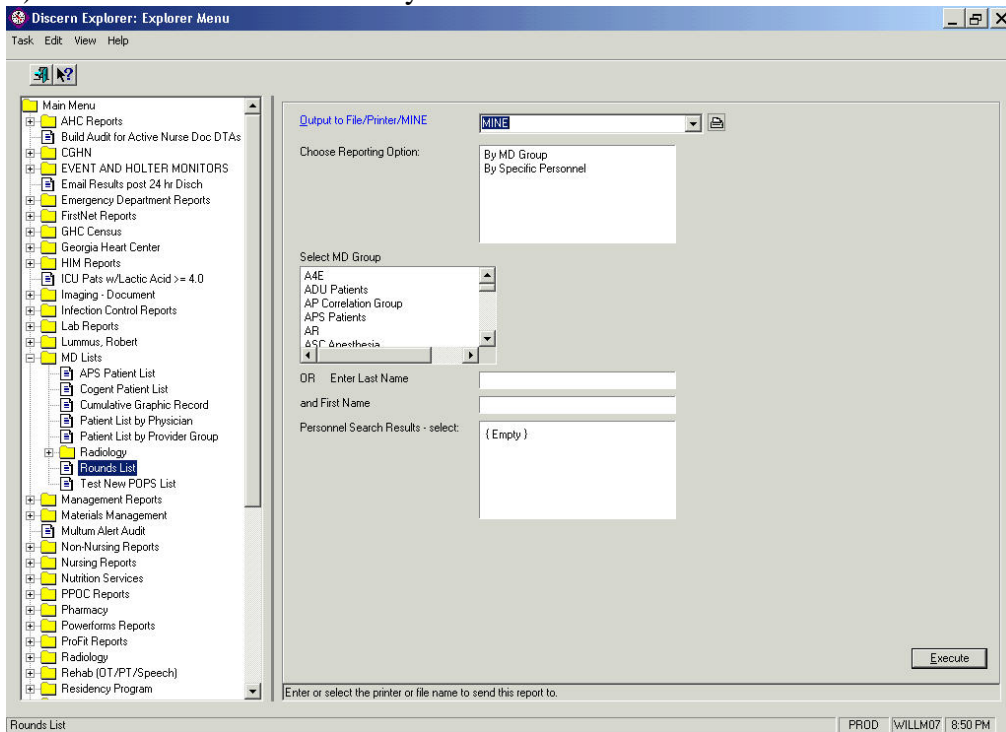 Discern Explorer: Explorer Menu
Task Edit View Help
Main Menu
AHC Reports
Build Audit for Active Nurse Doc DTAs
CGHN
EVENT AND HOLTER MONITORS
Email Results post 24 hr Disch
Emergency Department Reports
FirstNet Reports
GHC Census
Georgia Heart Center
HIM Reports
ICU Pats w/Lactic Acid >= 4.0
Imaging - Document
Infection Control Reports
Lab Reports
Lummus, Robert
MD Lists
APS Patient List
Cogent Patient List
Cumulative Graphic Record
Patient List by Physician
Patient List by Provider Group
Radiology
Rounds List
Test New POPS List
Management Reports
Materials Management
Multum Alert Audit
Non-Nursing Reports
Nursing Reports
Nutrition Services
PPOC Reports
Pharmacy
Powerforms Reports
ProFit Reports
Radiology
Rehab (OT/PT/Speech)
Residency Program
Output to File/Printer/MINE
MINE
Choose Reporting Option:
By MD Group
By Specific Personnel
Select MD Group
A4E
ADU Patients
AP Correlation Group
APS Patients
AR
ASC Anesthesia
OR Enter Last Name
and First Name
Personnel Search Results - select:
{ Empty }
Execute
Enter or select the printer or file name to send this report to.
Rounds List
PROD WILLM07 8:50 PM